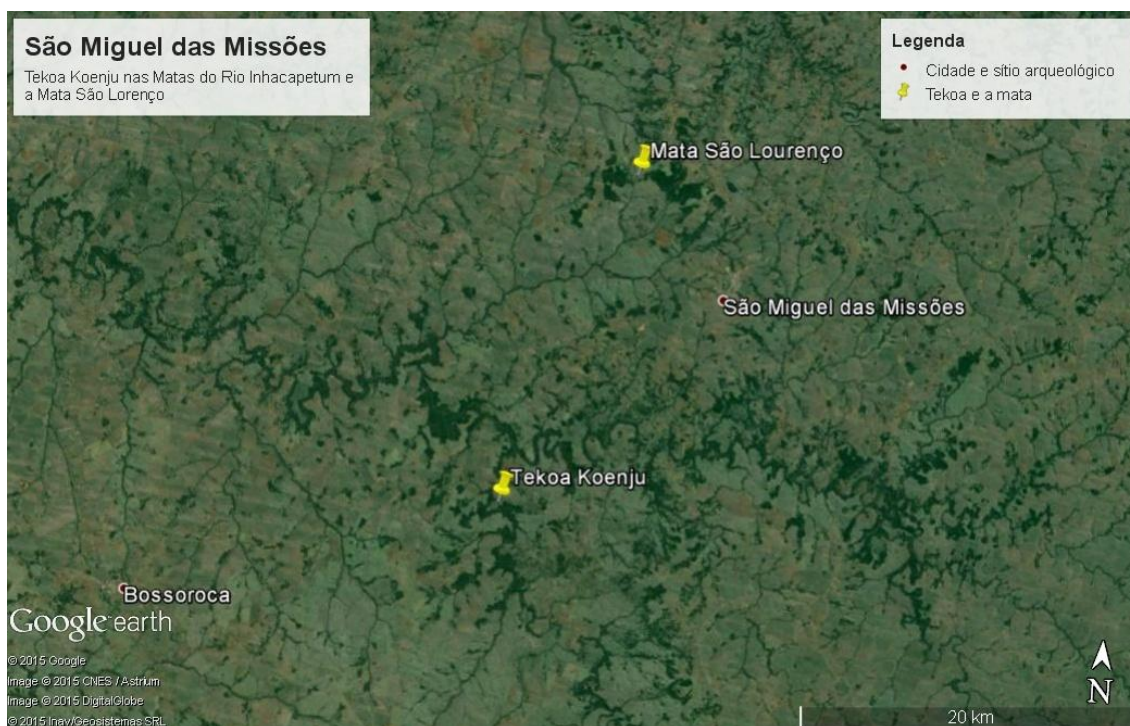 São Miguel das Missões
Tekoa Koenju nas Matas do Rio Inhacapetum e
a Mata São Lorenço
Legenda
Cidade e sítio arqueológico
Tekoa e a mata
Mata São Lourenço
São Miguel das Missões
Tekoa Koenju
Bossoroca
Google earth
© 2015 Google
Image © 2015 CNES / Astrium
Image © 2015 DigitalGlobe
© 2015 Inav/Geosistemas SRL
N
20 km